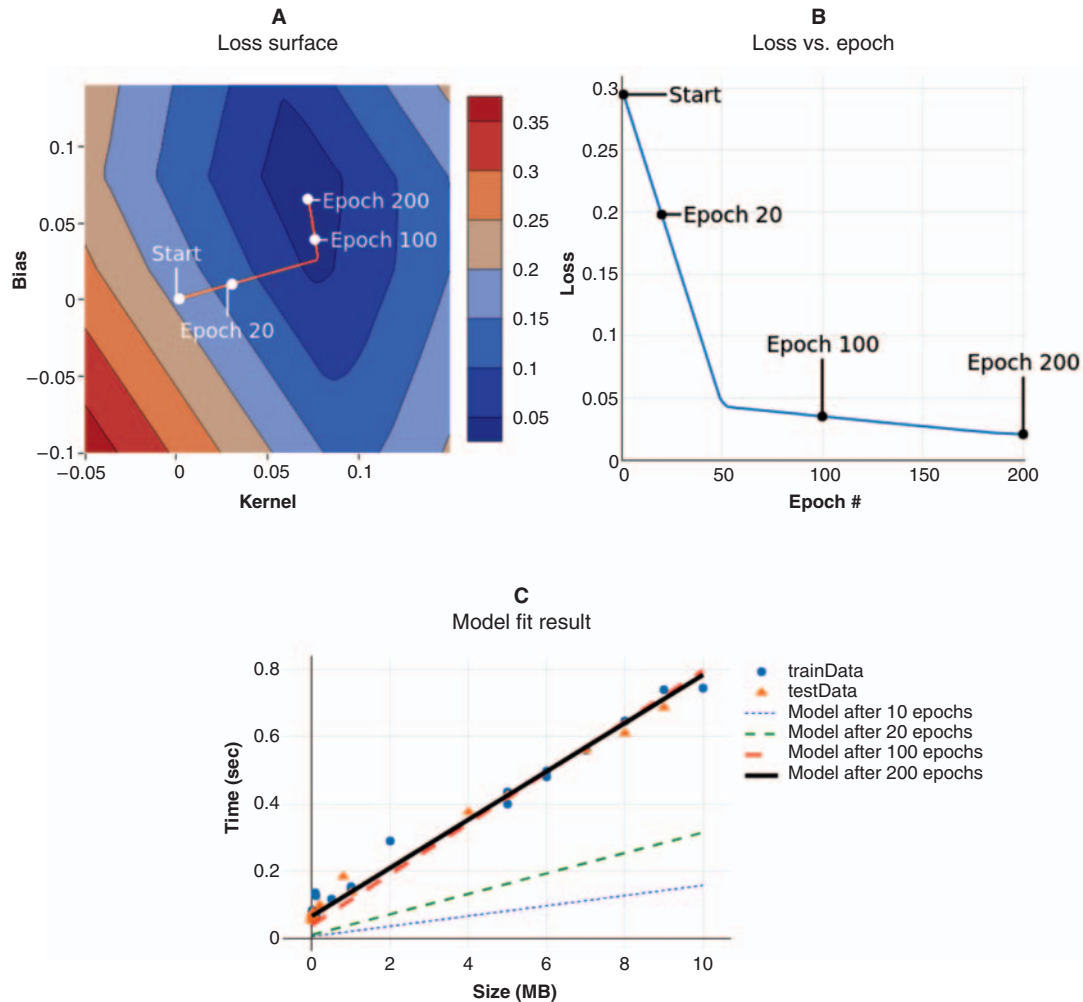 A
Loss surface
0.1
0.05
0
−0.05
−0.1
−0.05
0
0.05
0.1
Bias
Kernel
Start
Epoch 20
Epoch 100
Epoch 200
0.35
0.3
0.25
0.2
0.15
0.1
0.05
B
Loss vs. epoch
0.3
0.25
0.2
0.15
0.1
0.05
0
0
50
100
150
200
Loss
Epoch #
Start
Epoch 20
Epoch 100
Epoch 200
C
Model fit result
0.8
0.6
0.4
0.2
0
0
2
4
6
8
10
Time (sec)
Size (MB)
trainData
testData
Model after 10 epochs
Model after 20 epochs
Model after 100 epochs
Model after 200 epochs